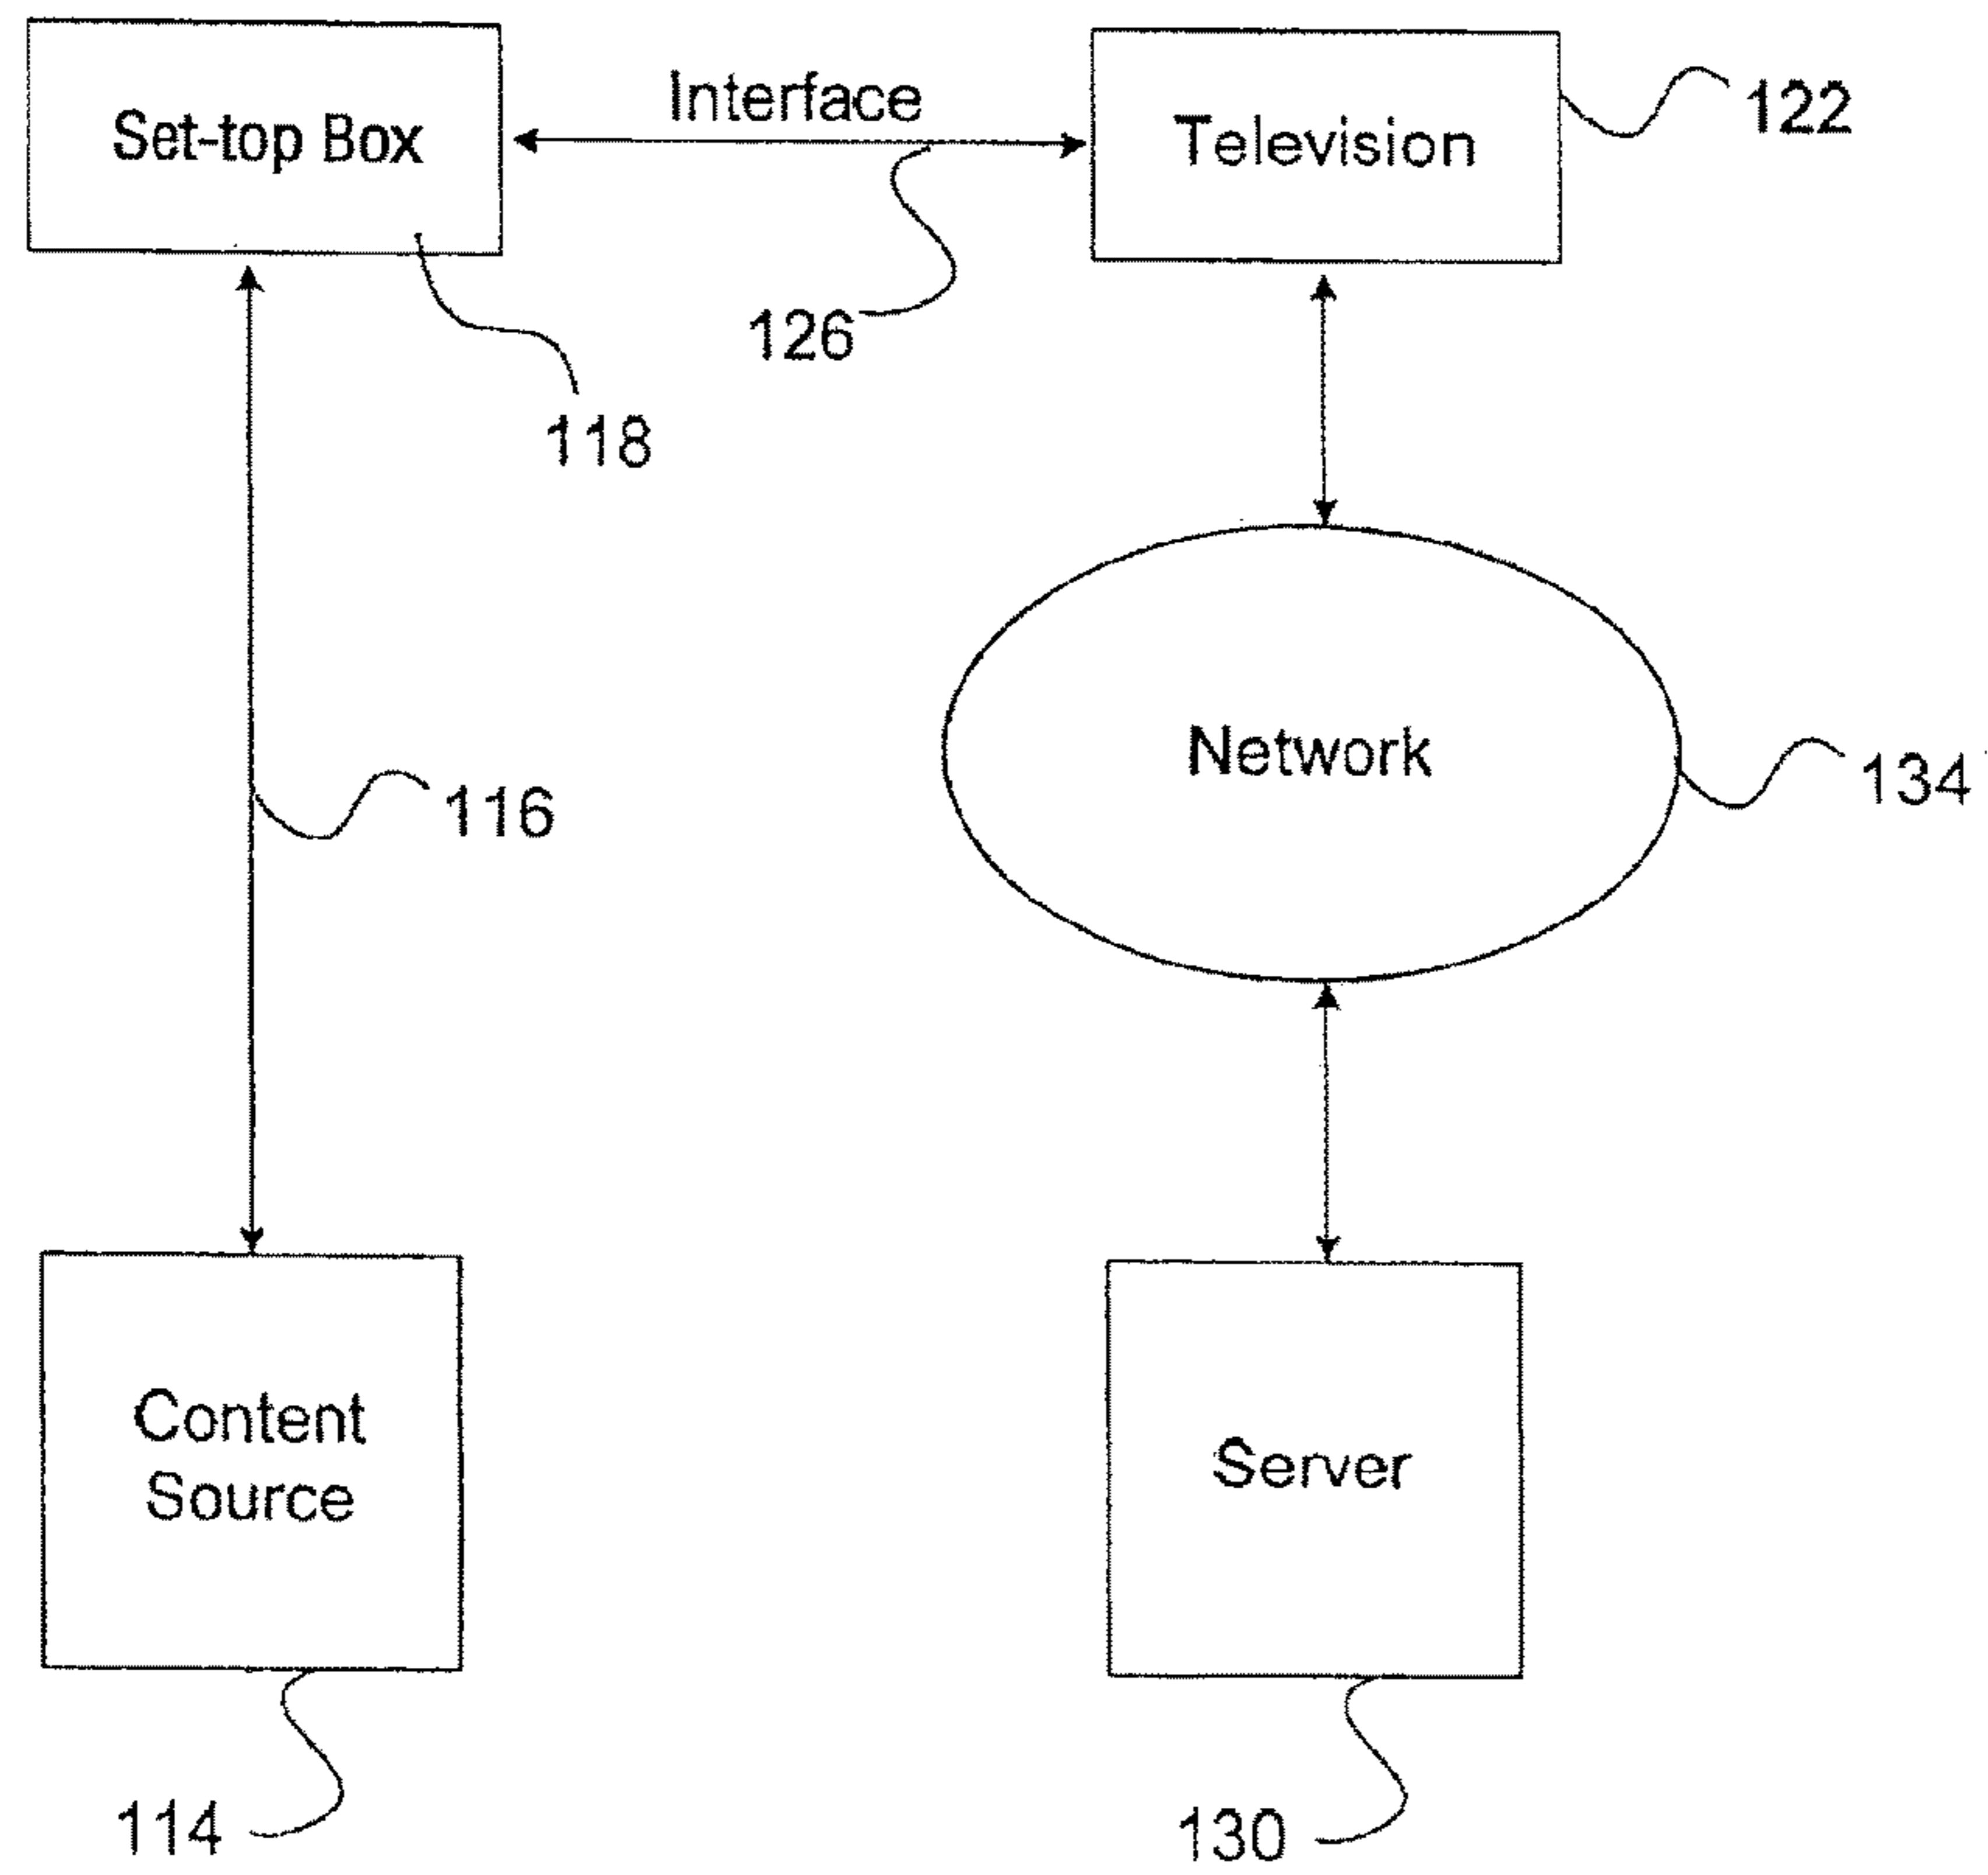 Set-top Box
Interface
Television
122
126
118
Network
134
116
Content
Source
Server
114
130